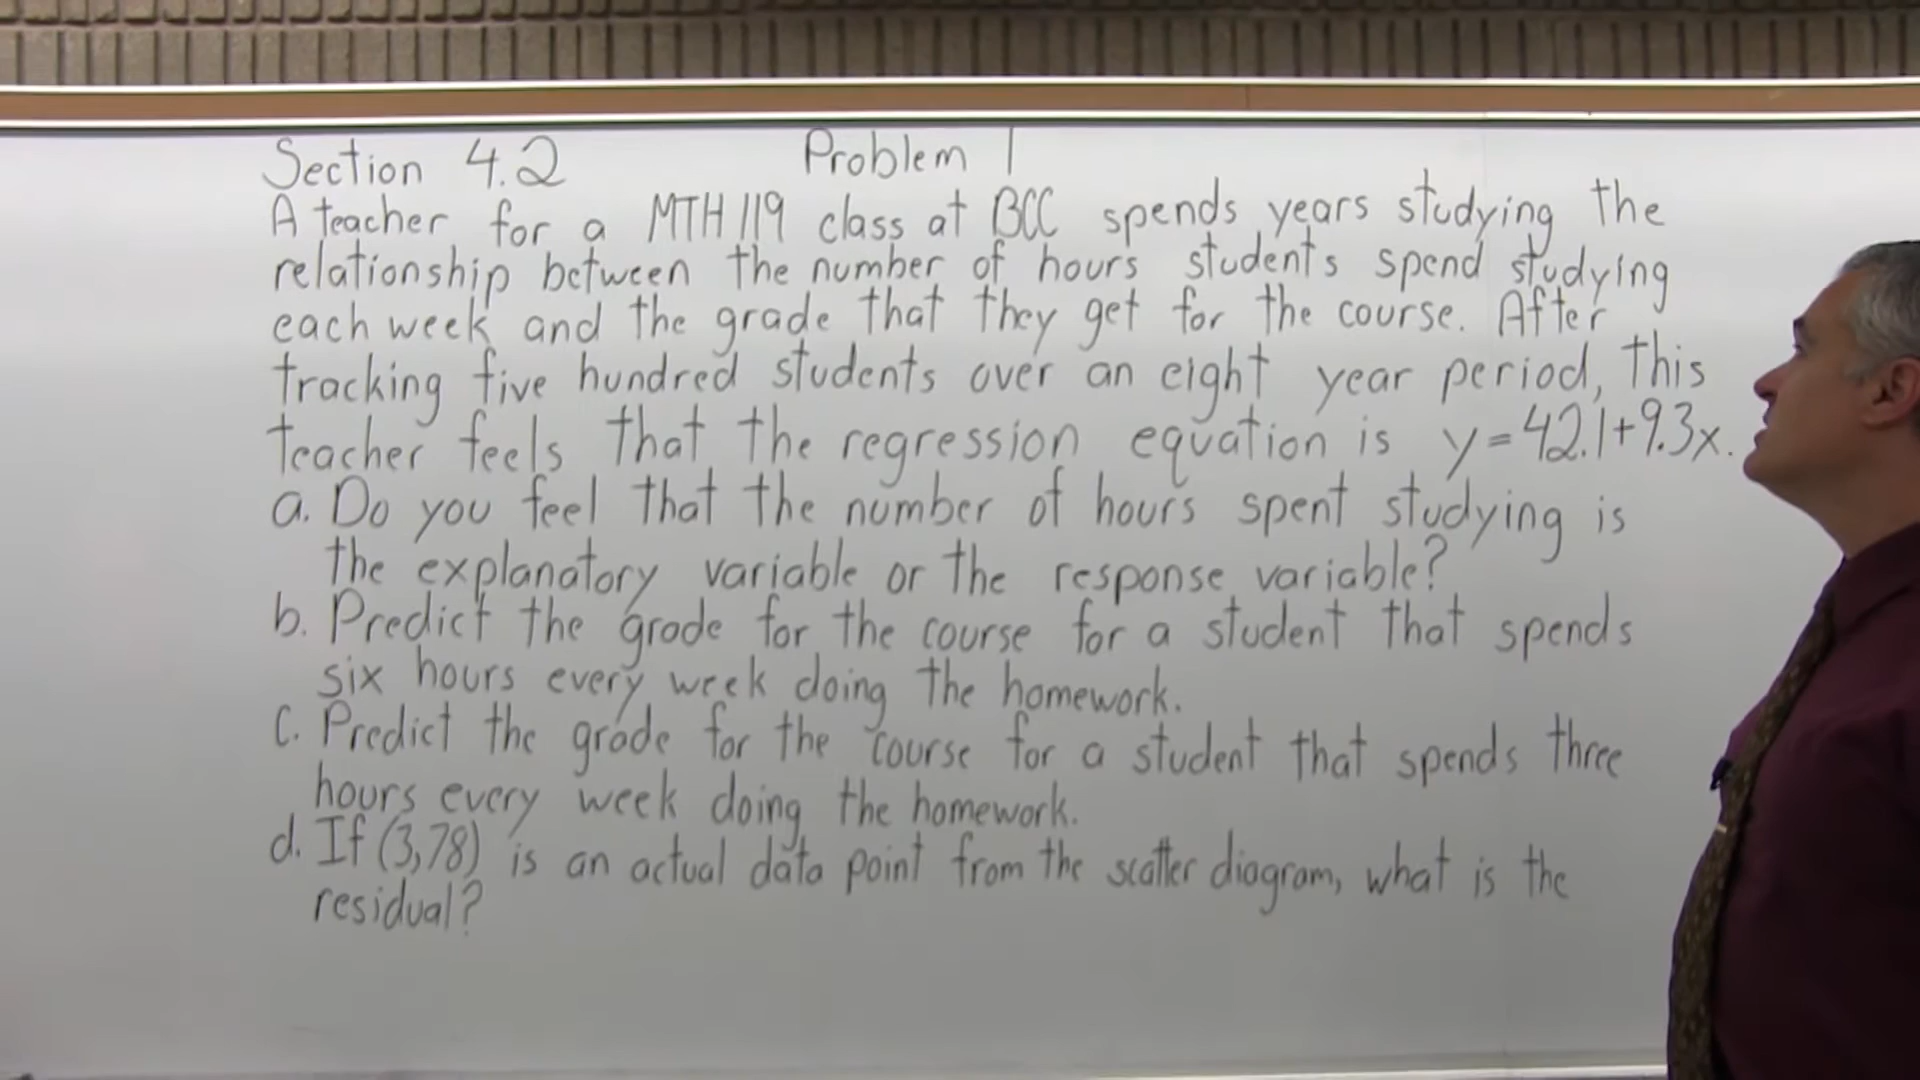 Section 4.2 Problem 1
A teacher for a MTH 119 class at BCC spends years studying the
relationship between the number of hours students spend studying
each week and the grade that they get for the course. After
tracking five hundred students over an eight year period, this
teacher feels that the regression equation is y=42.1+9.3x.
a. Do you feel that the number of hours spent studying is
the explanatory variable or the response variable?
b. Predict the grade for the course for a student that spends
six hours every week doing the homework.
c. Predict the grade for the course for a student that spends three
hours every week doing the homework.
d. If (3,78) is an actual data point from the scatter diagram, what is the
residual?